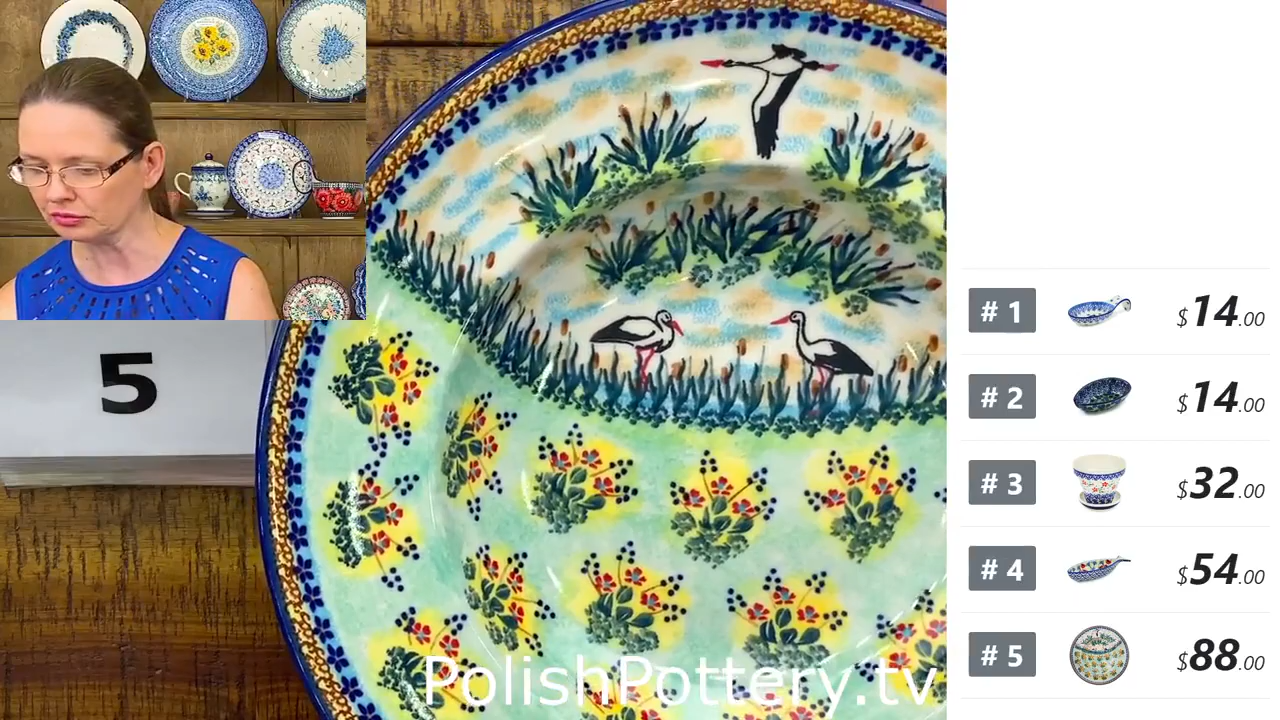 5
PolishPottery.tv
# 1 $14.00
# 2 $14.00
# 3 $32.00
# 4 $54.00
# 5 $88.00